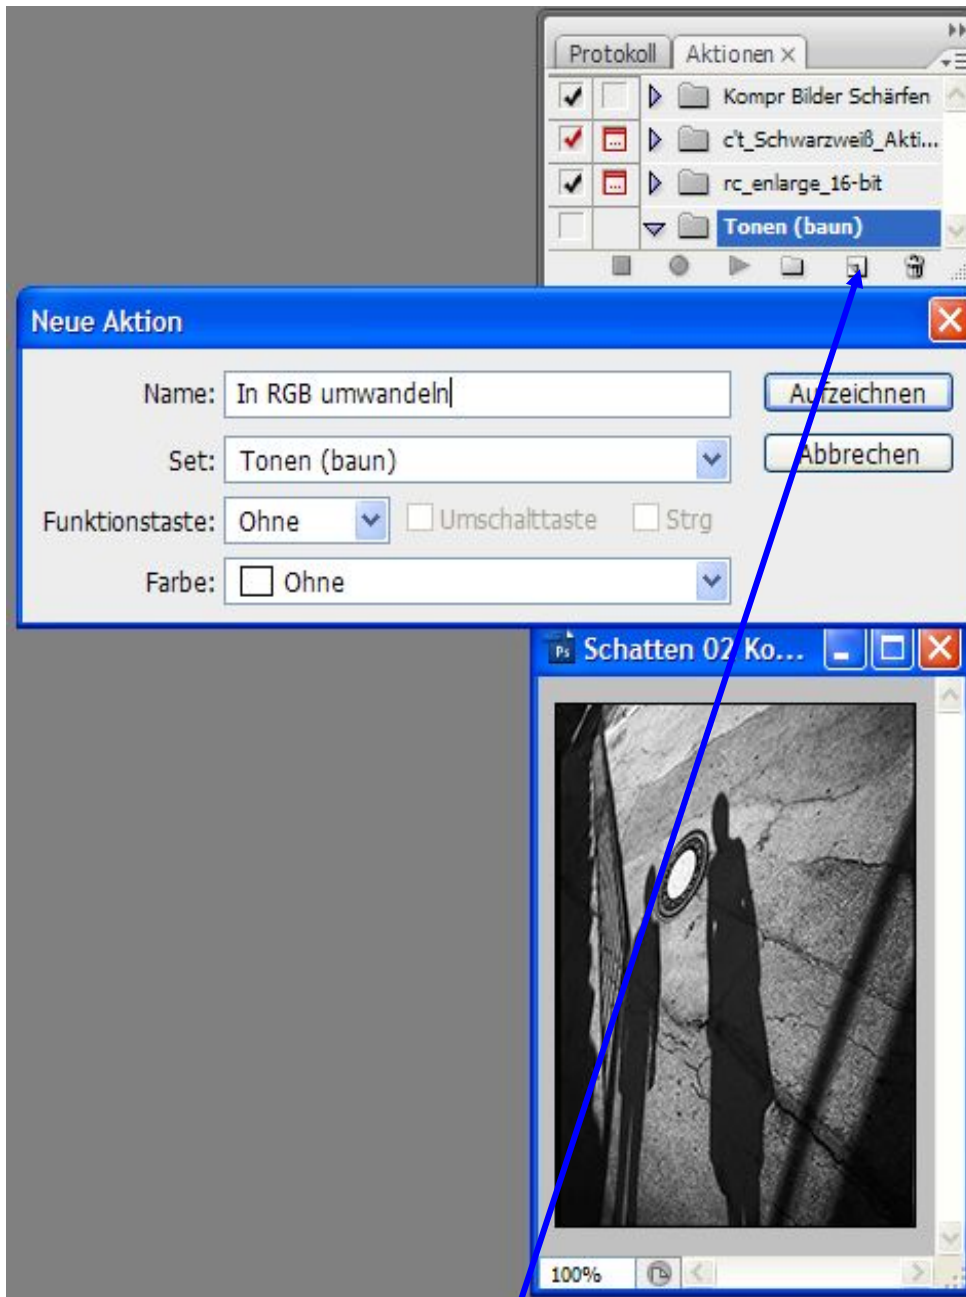 Protokoll Aktionen ×
Kompr Bilder Schärfen
c't_Schwarzweiß_Akti...
rc_enlarge_16-bit
Tonen (baun)
Neue Aktion
Name: In RGB umwandeln Aufzeichnen
Set: Tonen (baun) Abbrechen
Funktionstaste: Ohne Umschalttaste Strg
Farbe: Ohne
Ps Schatten 02 Ko...
100%